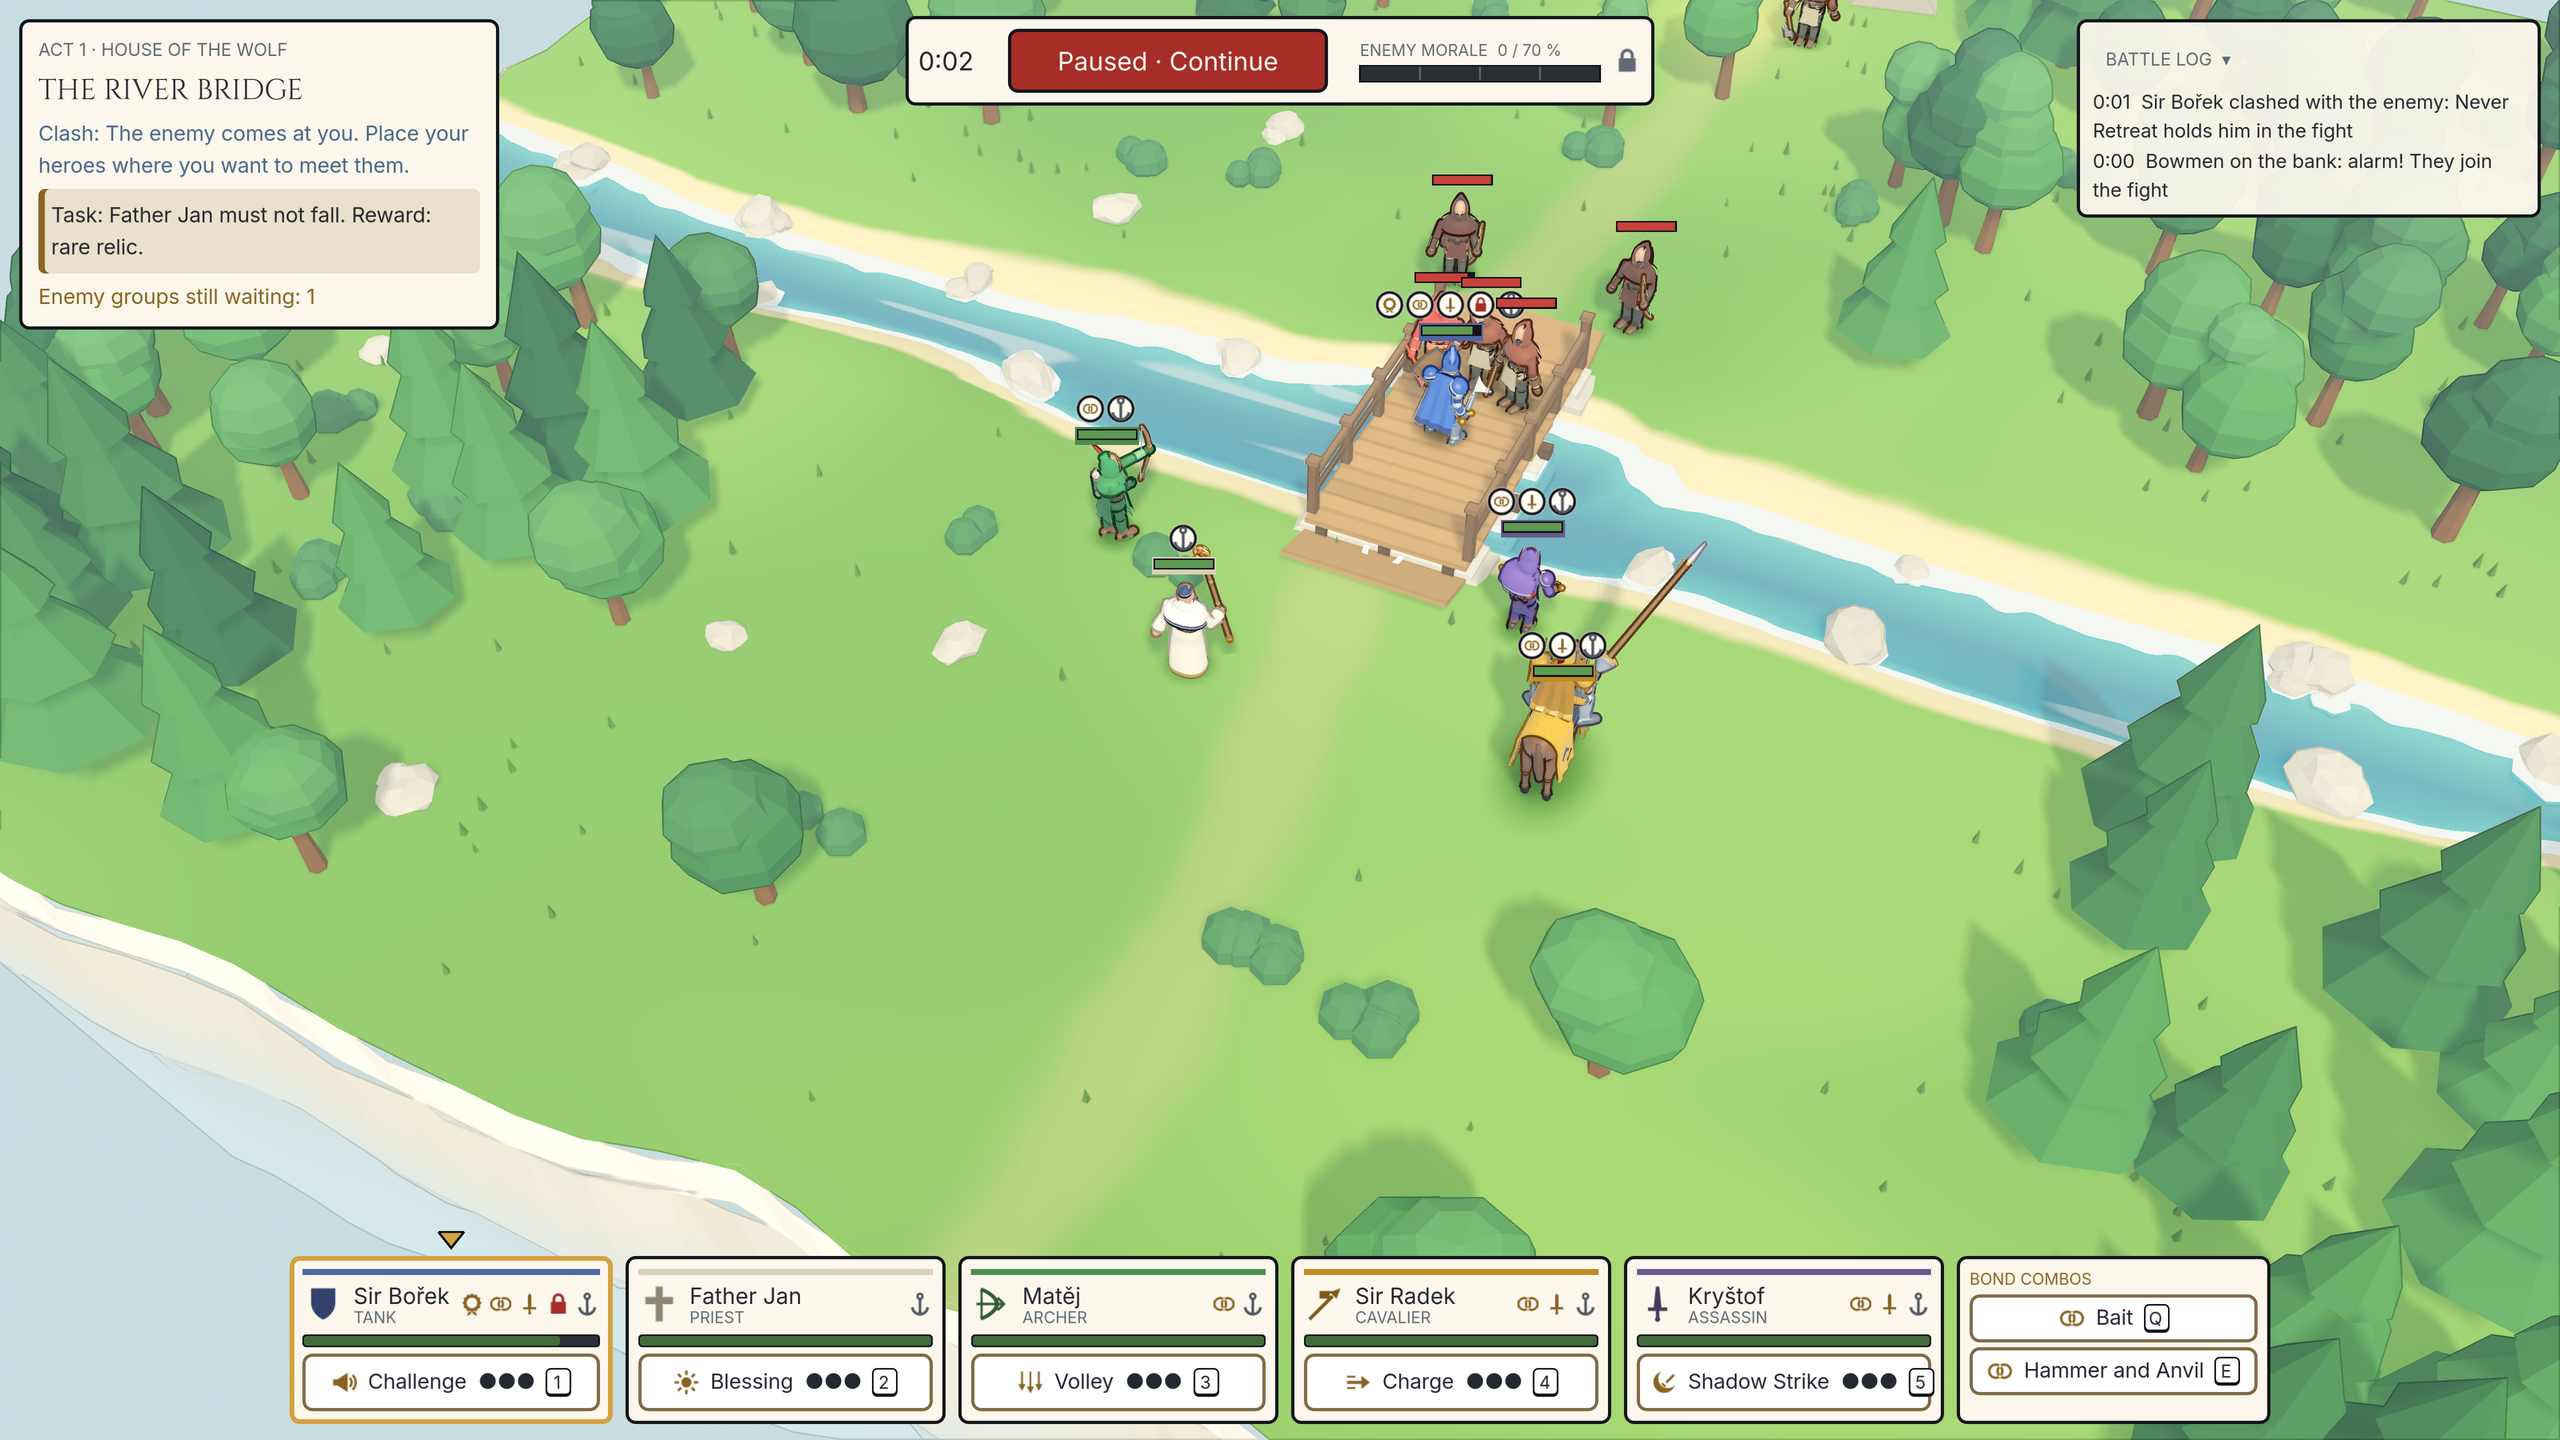 ACT 1 · HOUSE OF THE WOLF
THE RIVER BRIDGE
Clash: The enemy comes at you. Place your
heroes where you want to meet them.
Task: Father Jan must not fall. Reward:
rare relic.
Enemy groups still waiting: 1
0:02
Paused · Continue
ENEMY MORALE 0 / 70 %
BATTLE LOG ▼
0:01 Sir Bořek clashed with the enemy: Never
Retreat holds him in the fight
0:00 Bowmen on the bank: alarm! They join
the fight
Sir Bořek
TANK
Challenge 1
Father Jan
PRIEST
Blessing 2
Matěj
ARCHER
Volley 3
Sir Radek
CAVALIER
Charge 4
Kryštof
ASSASSIN
Shadow Strike 5
BOND COMBOS
Bait Q
Hammer and Anvil E